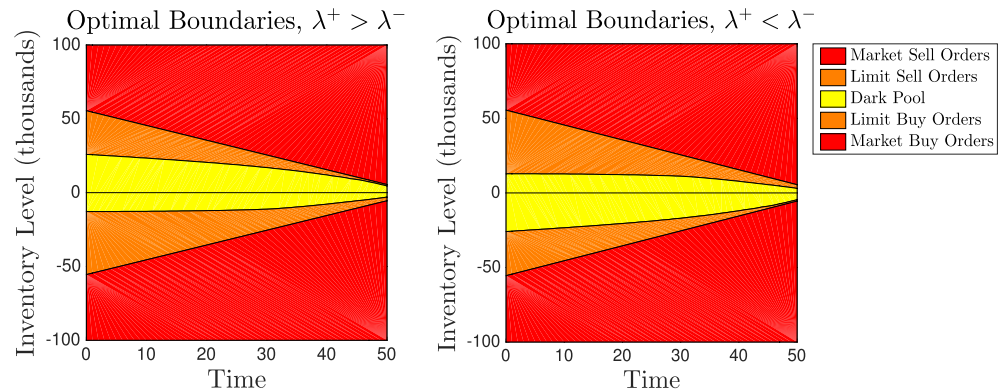 Optimal Boundaries, λ⁺ > λ⁻
Inventory Level (thousands)
100
50
0
-50
-100
0 10 20 30 40 50
Time
Optimal Boundaries, λ⁺ < λ⁻
Inventory Level (thousands)
100
50
0
-50
-100
0 10 20 30 40 50
Time
Market Sell Orders
Limit Sell Orders
Dark Pool
Limit Buy Orders
Market Buy Orders